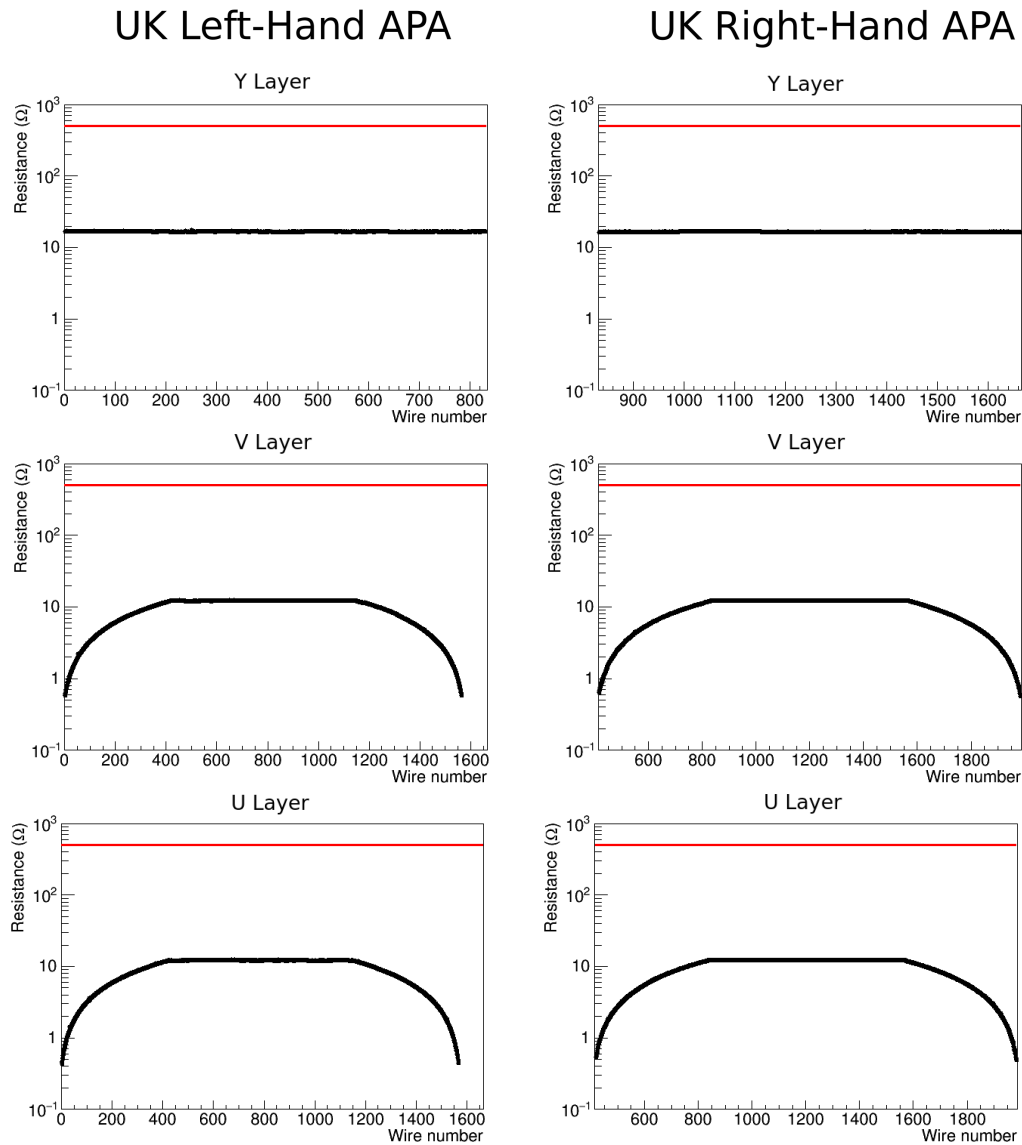 UK Left-Hand APA
UK Right-Hand APA
Y Layer
Resistance (Ω)
10³
10²
10
1
10⁻¹
0 100 200 300 400 500 600 700 800
Wire number
Y Layer
Resistance (Ω)
10³
10²
10
1
10⁻¹
900 1000 1100 1200 1300 1400 1500 1600
Wire number
V Layer
Resistance (Ω)
10³
10²
10
1
10⁻¹
0 200 400 600 800 1000 1200 1400 1600
Wire number
V Layer
Resistance (Ω)
10³
10²
10
1
10⁻¹
600 800 1000 1200 1400 1600 1800
Wire number
U Layer
Resistance (Ω)
10³
10²
10
1
10⁻¹
0 200 400 600 800 1000 1200 1400 1600
Wire number
U Layer
Resistance (Ω)
10³
10²
10
1
10⁻¹
600 800 1000 1200 1400 1600 1800
Wire number